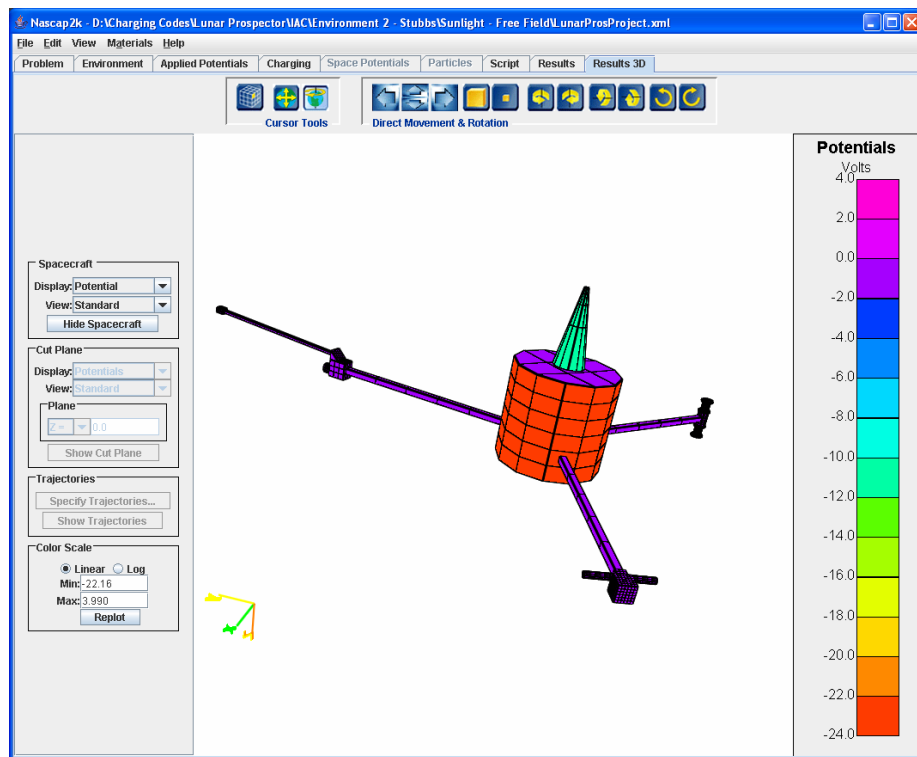 Nascap2k - D:\Charging Codes\Lunar Prospector\IAC\Environment 2 - Stubbs\Sunlight - Free Field\LunarProsProject.xml
File Edit View Materials Help
Problem Environment Applied Potentials Charging Space Potentials Particles Script Results Results 3D
Cursor Tools Direct Movement & Rotation
Spacecraft
Display: Potential
View: Standard
Hide Spacecraft
Cut Plane
Display: Potentials
View: Standard
Plane
Z = 0.0
Show Cut Plane
Trajectories
Specify Trajectories...
Show Trajectories
Color Scale
Linear Log
Min: -22.16
Max: 3.990
Replot
Potentials
Volts
4.0
2.0
0.0
-2.0
-4.0
-6.0
-8.0
-10.0
-12.0
-14.0
-16.0
-18.0
-20.0
-22.0
-24.0